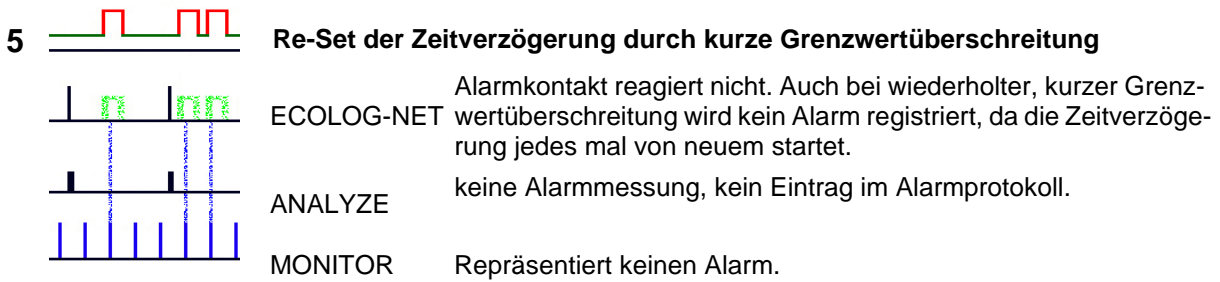 5 Re-Set der Zeitverzögerung durch kurze Grenzwertüberschreitung
Alarmkontakt reagiert nicht. Auch bei wiederholter, kurzer Grenz-
ECOLOG-NET wertüberschreitung wird kein Alarm registriert, da die Zeitverzöge-
rung jedes mal von neuem startet.
keine Alarmmessung, kein Eintrag im Alarmprotokoll.
ANALYZE
MONITOR Repräsentiert keinen Alarm.